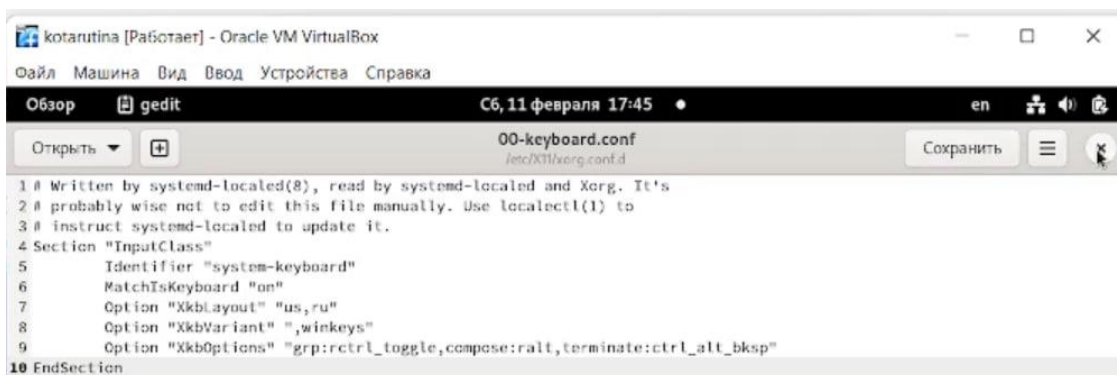 kotarutina [Работает] - Oracle VM VirtualBox
Файл Машина Вид Ввод Устройства Справка
Обзор gedit Сб, 11 февраля 17:45 en
Открыть 00-keyboard.conf Сохранить
/etc/X11/xorg.conf.d
1 # Written by systemd-localed(8), read by systemd-localed and Xorg. It's
2 # probably wise not to edit this file manually. Use localectl(1) to
3 # instruct systemd-localed to update it.
4 Section "InputClass"
5 Identifier "system-keyboard"
6 MatchIsKeyboard "on"
7 Option "XkbLayout" "us,ru"
8 Option "XkbVariant" ",winkeys"
9 Option "XkbOptions" "grp:rctrl_toggle,compose:ralt,terminate:ctrl_alt_bksp"
10 EndSection